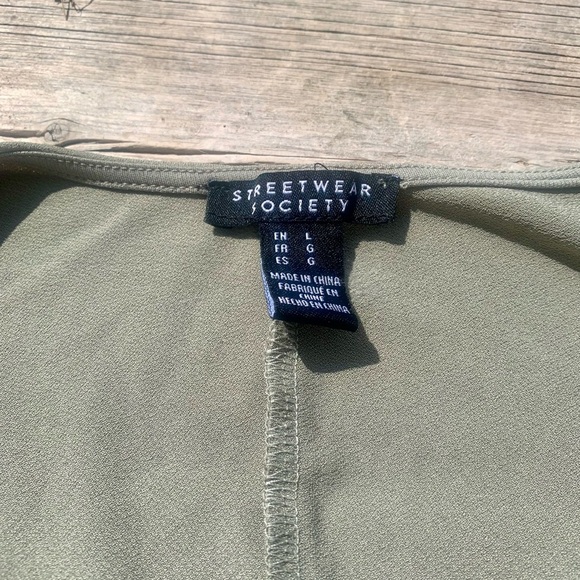 STREETWEAR
SOCIETY
EN L
FR G
ES G
MADE IN CHINA
FABRIQUÉ EN
CHINE
HECHO EN CHINA